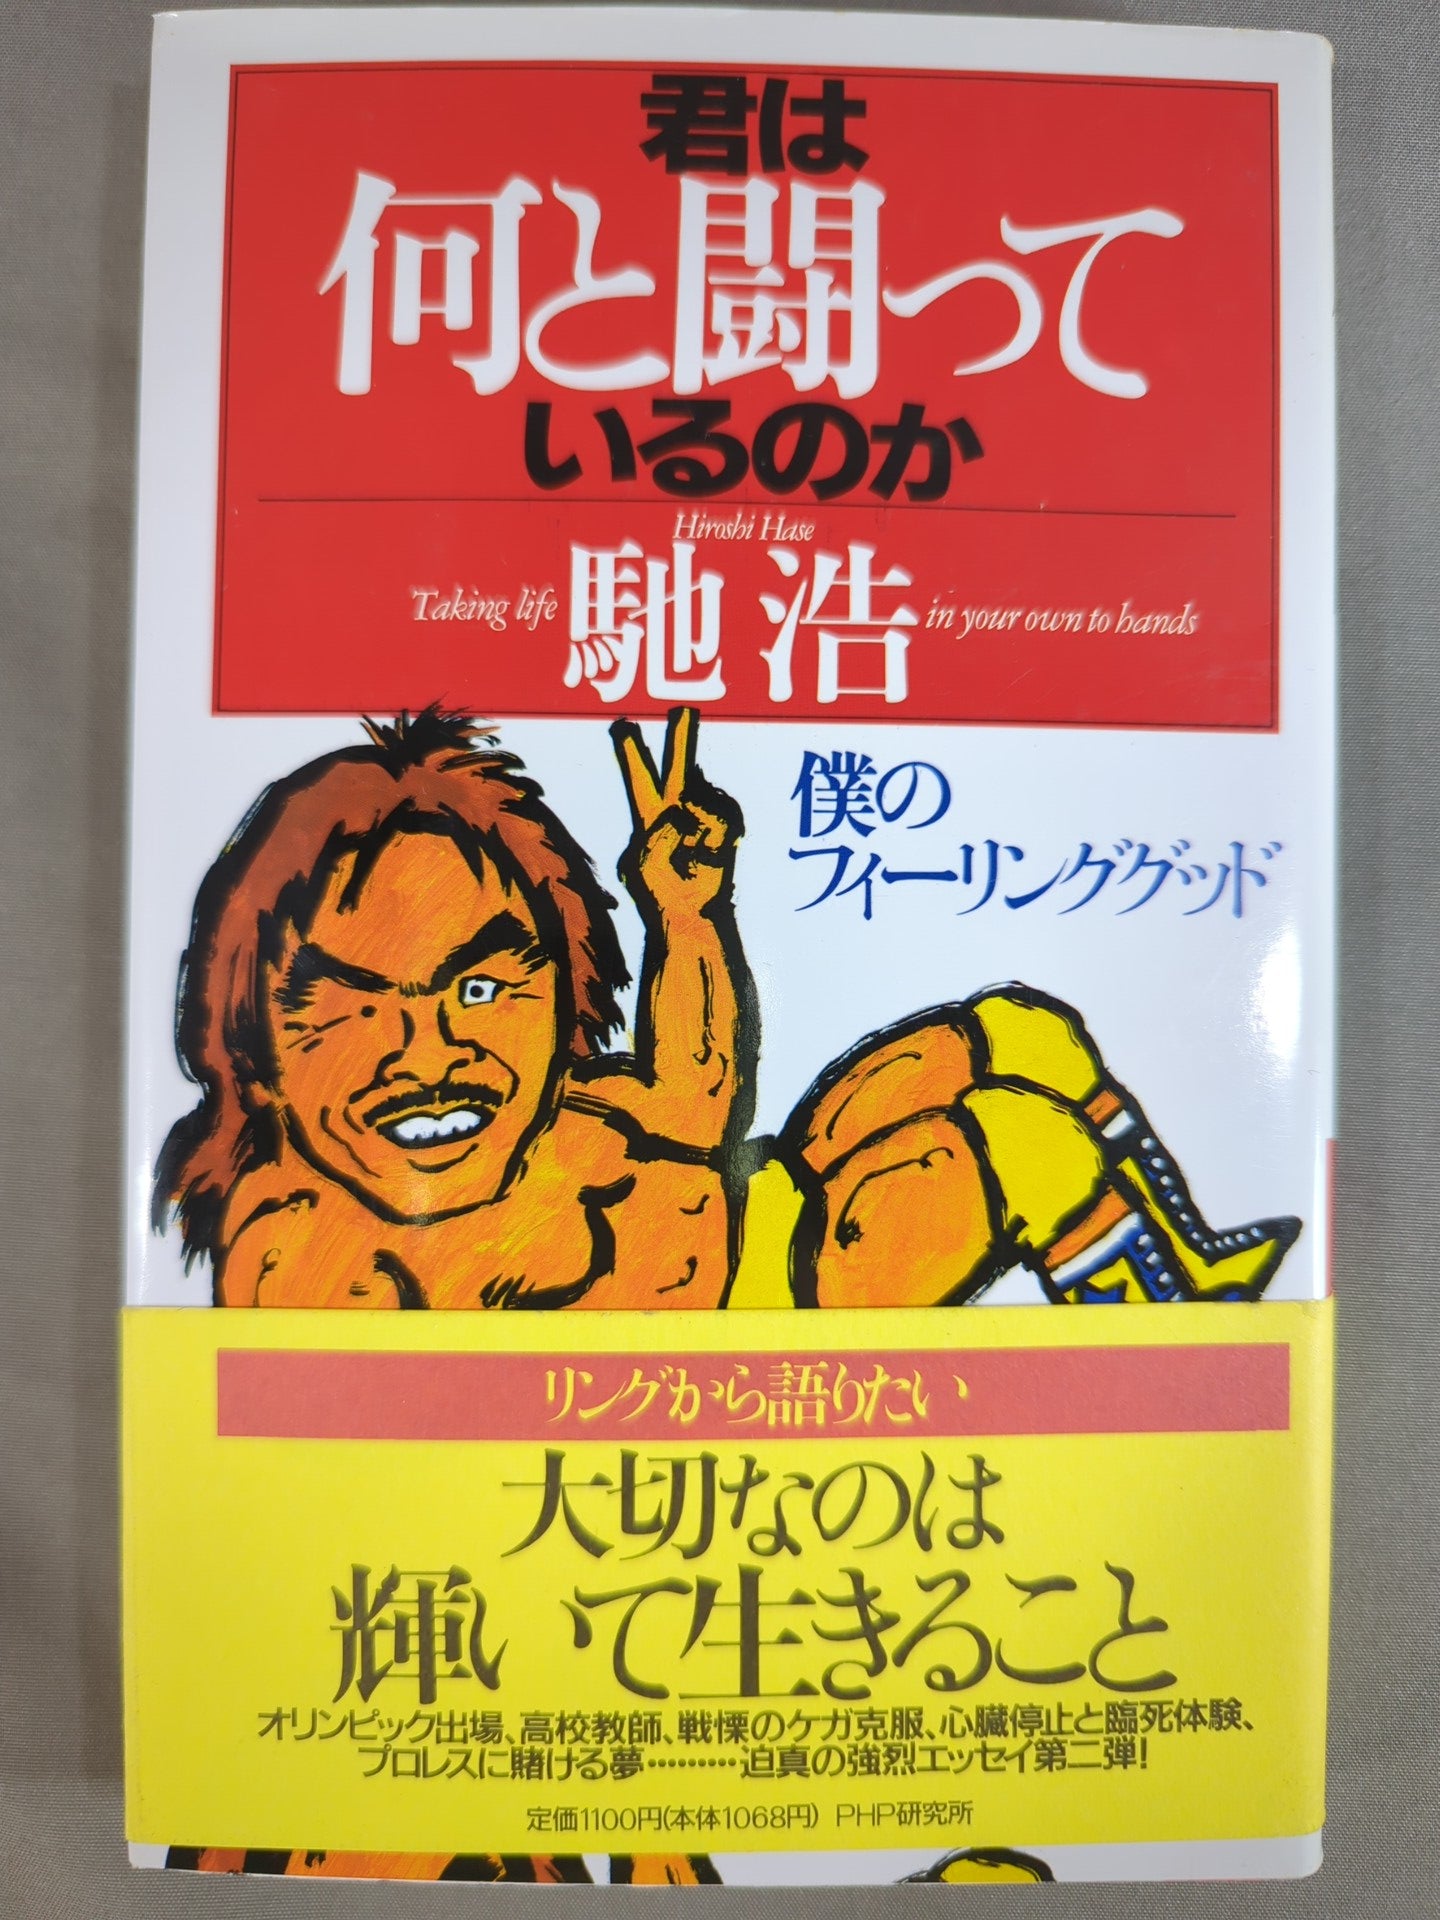 君は
何と闘って
いるのか
Hiroshi Hase
Taking life 馳 浩 in your own to hands
僕の
フィーリンググッド
リングから語りたい
大切なのは
輝いて生きること
オリンピック出場、高校教師、戦慄のケガ克服、心臓停止と臨死体験、
プロレスに賭ける夢………迫真の強烈エッセイ第二弾!
定価1100円(本体1068円) PHP研究所